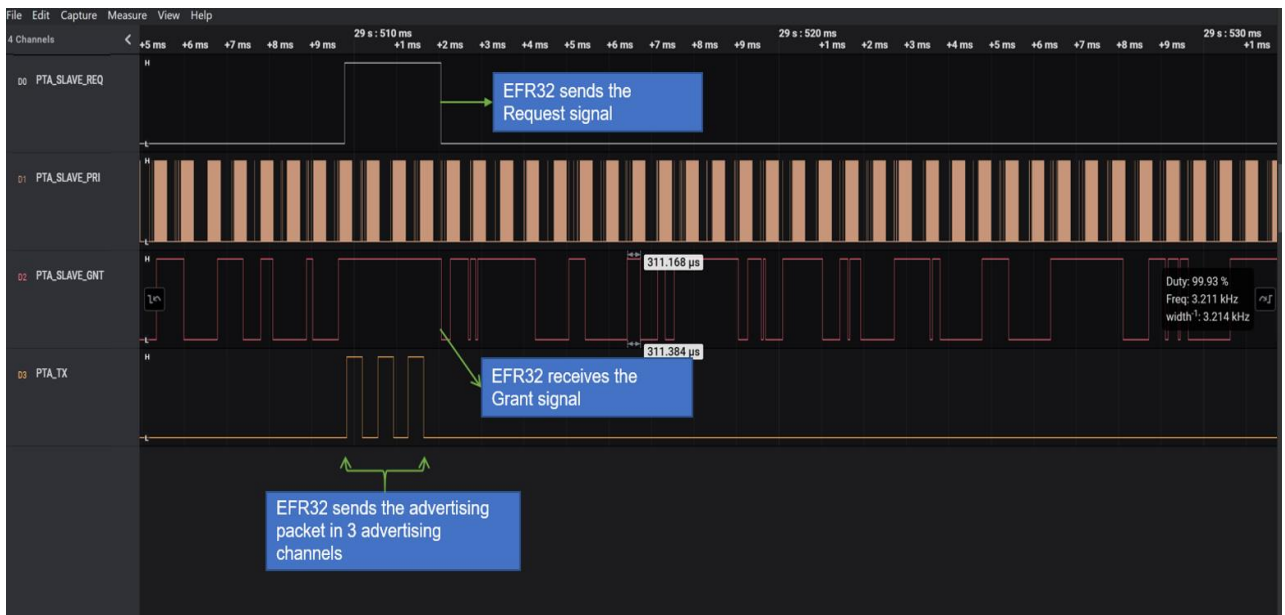 File Edit Capture Measure View Help
4 Channels
+5 ms +6 ms +7 ms +8 ms +9 ms 29 s : 510 ms +1 ms +2 ms +3 ms +4 ms +5 ms +6 ms +7 ms +8 ms +9 ms 29 s : 520 ms +1 ms +2 ms +3 ms +4 ms +5 ms +6 ms +7 ms +8 ms +9 ms 29 s : 530 ms +1 ms
D0 PTA_SLAVE_REQ
H
L
EFR32 sends the
Request signal
D1 PTA_SLAVE_PRI
H
L
D2 PTA_SLAVE_GNT
H
L
311.168 µs
Duty: 99.93 %
Freq: 3.211 kHz
width⁻¹: 3.214 kHz
311.384 µs
EFR32 receives the
Grant signal
D3 PTA_TX
H
L
EFR32 sends the advertising
packet in 3 advertising
channels